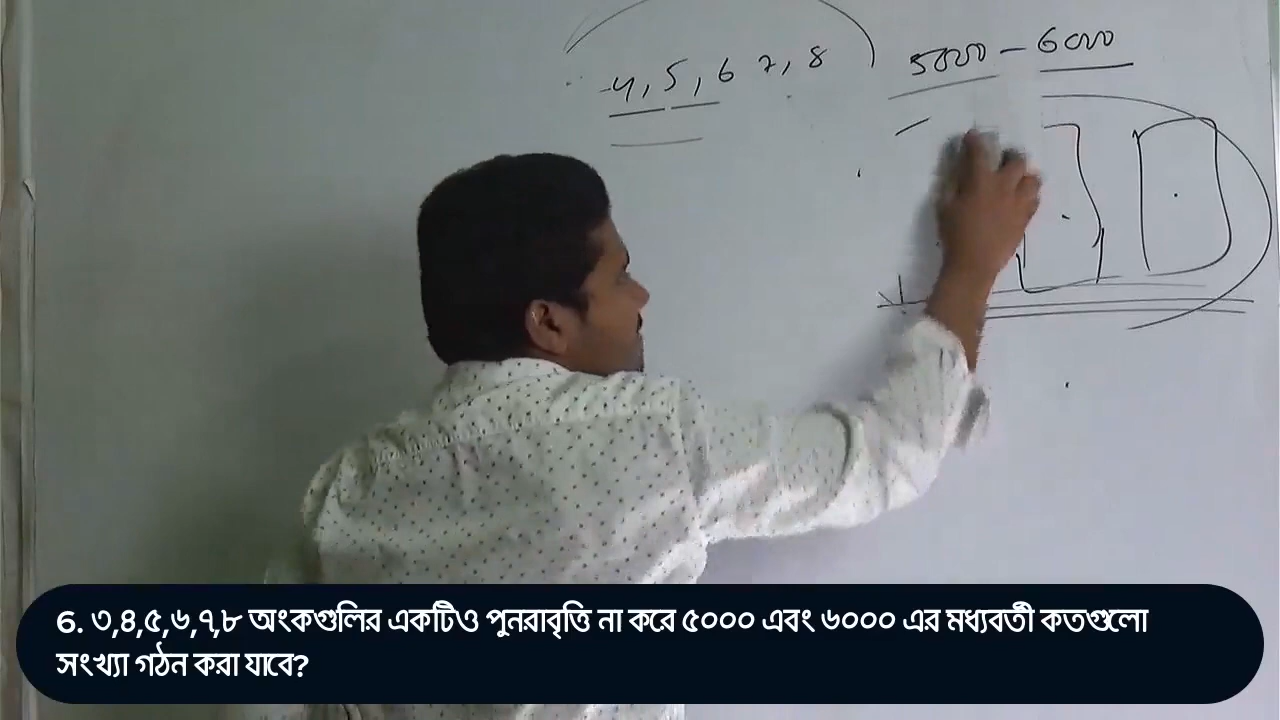 4, 5, 6 7, 8
5000 - 6000
6. ৩,৪,৫,৬,৭,৮ অংকগুলির একটিও পুনরাবৃত্তি না করে ৫০০০ এবং ৬০০০ এর মধ্যবর্তী কতগুলো
সংখ্যা গঠন করা যাবে?